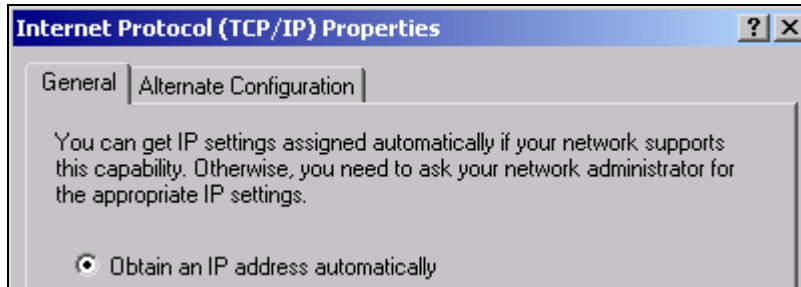 Internet Protocol (TCP/IP) Properties
General
Alternate Configuration
You can get IP settings assigned automatically if your network supports
this capability. Otherwise, you need to ask your network administrator for
the appropriate IP settings.
Obtain an IP address automatically